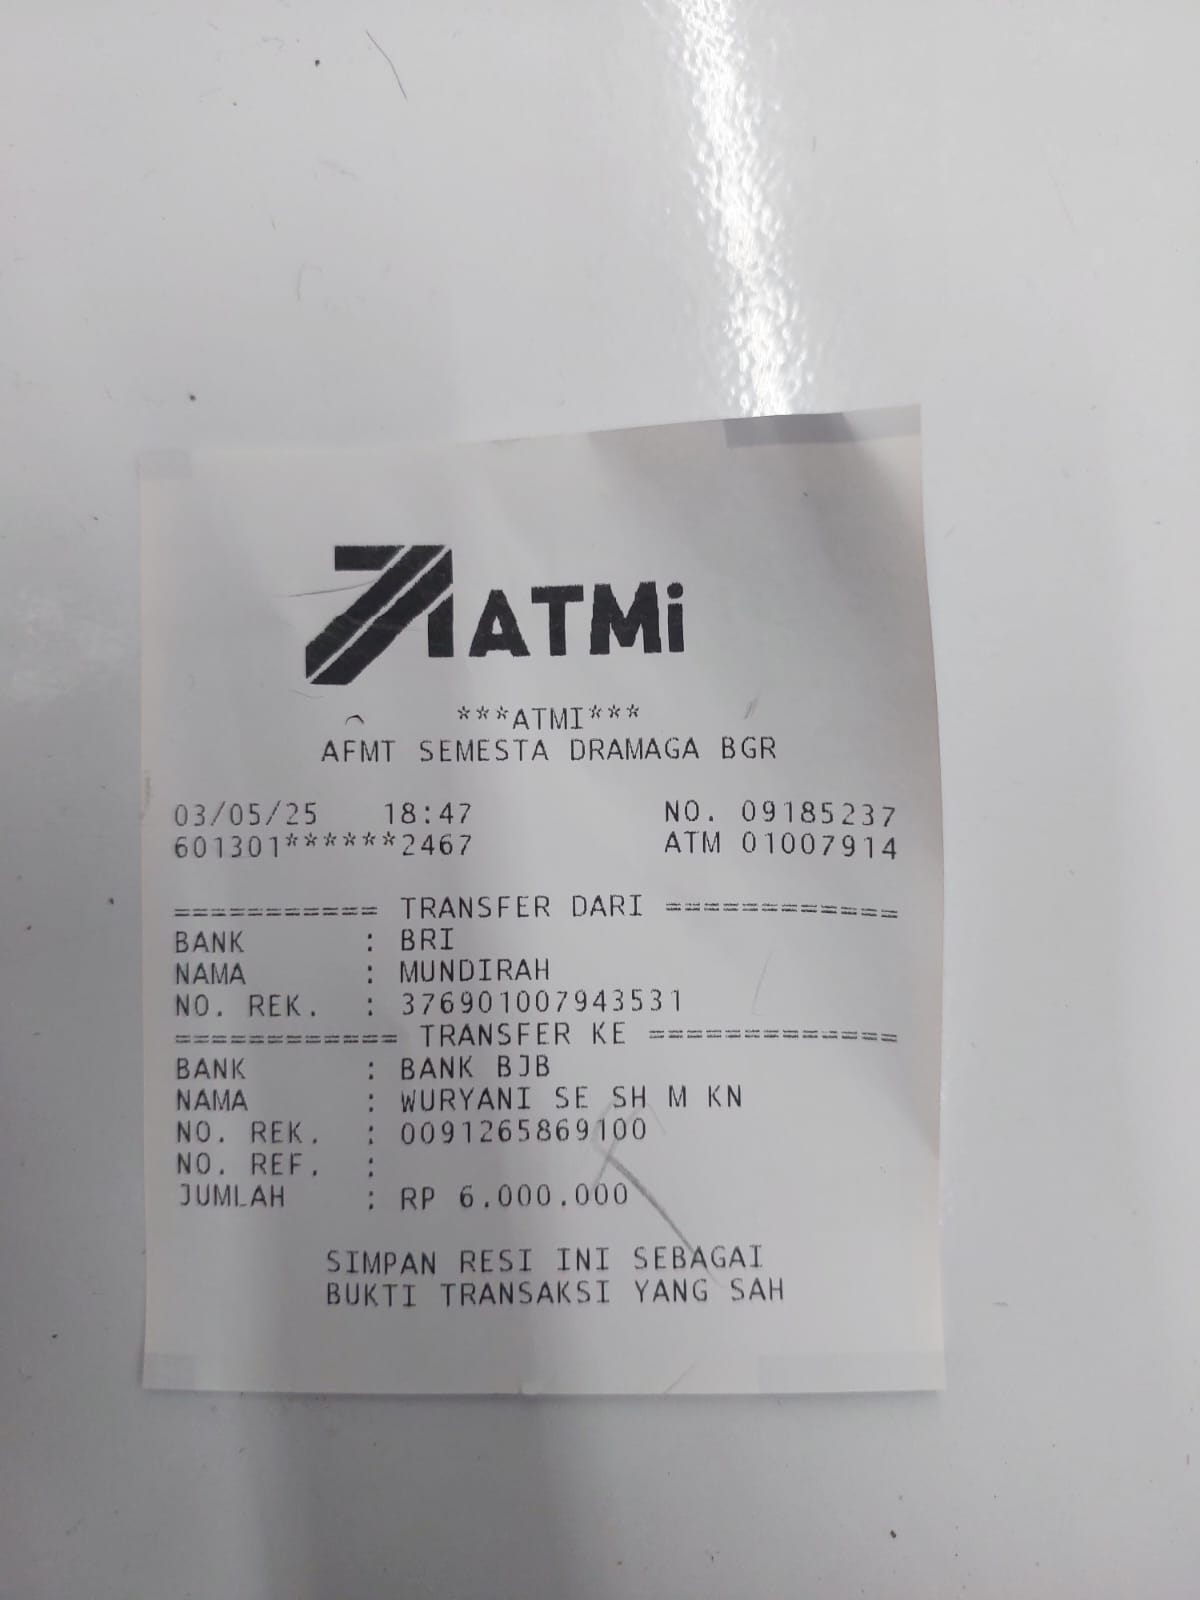 ATMi
***ATMI***
AFMT SEMESTA DRAMAGA BGR
03/05/25 18:47 NO. 09185237
601301******2467 ATM 01007914
=========== TRANSFER DARI =============
BANK : BRI
NAMA : MUNDIRAH
NO. REK. : 376901007943531
============ TRANSFER KE ==============
BANK : BANK BJB
NAMA : WURYANI SE SH M KN
NO. REK. : 0091265869100
NO. REF. :
JUMLAH : RP 6.000.000
SIMPAN RESI INI SEBAGAI
BUKTI TRANSAKSI YANG SAH